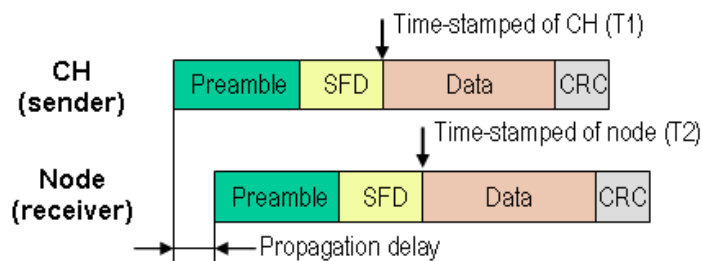 Time-stamped of CH (T1)
CH
(sender)
Preamble SFD Data CRC
Time-stamped of node (T2)
Node
(receiver)
Preamble SFD Data CRC
Propagation delay